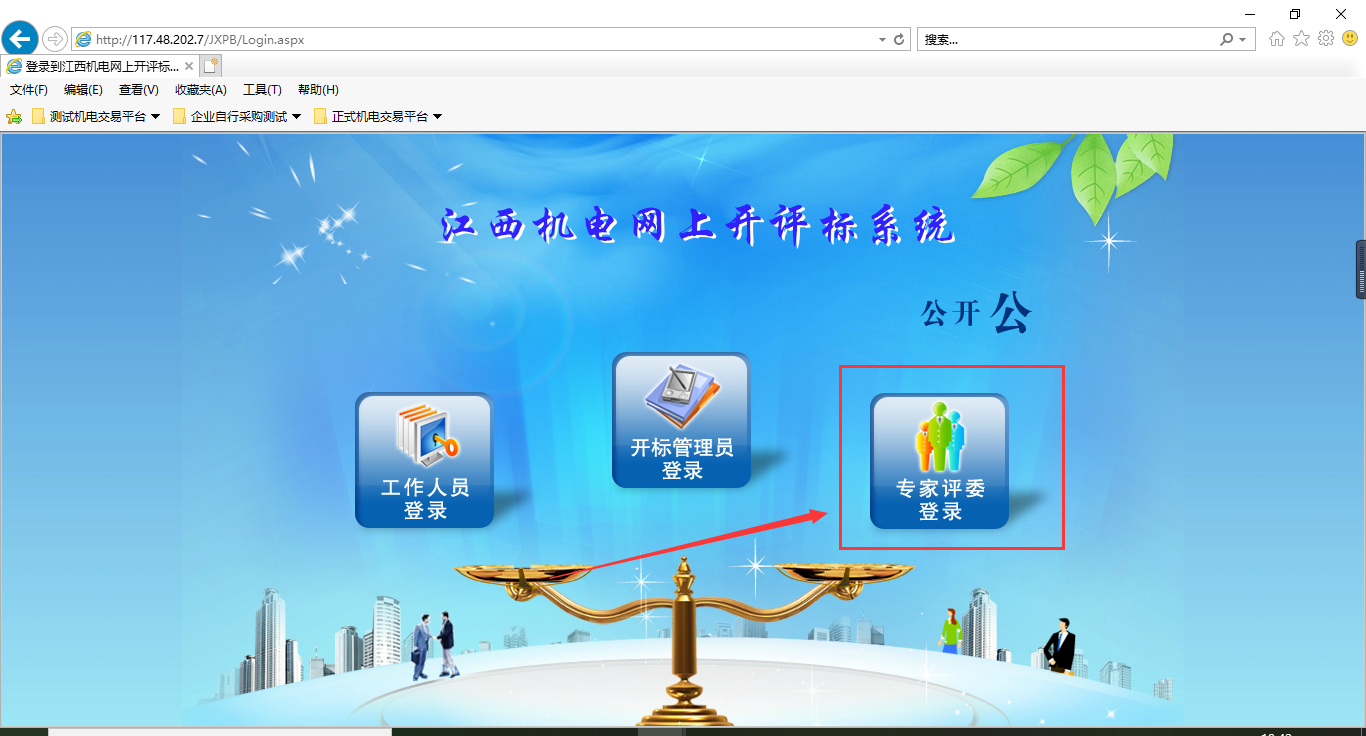 http://117.48.202.7/JXPB/Login.aspx
搜索...
登录到江西机电网上开评标...
文件(F) 编辑(E) 查看(V) 收藏夹(A) 工具(T) 帮助(H)
测试机电交易平台 企业自行采购测试 正式机电交易平台
江西机电网上开评标系统
公开公
工作人员
登录
开标管理员
登录
专家评委
登录